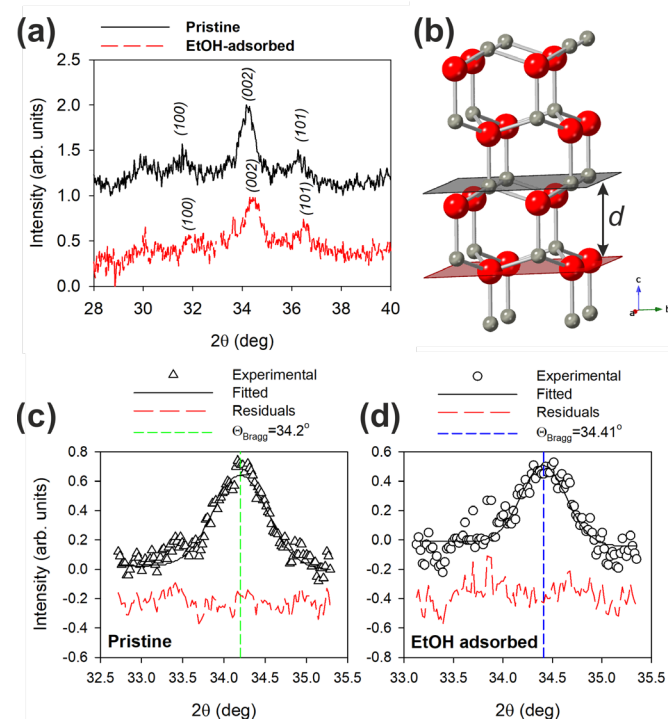 (a)
Pristine
EtOH-adsorbed
2.5
2.0
1.5
1.0
0.5
0.0
Intensity (arb. units)
(100)
(002)
(101)
(100)
(002)
(101)
28 30 32 34 36 38 40
2θ (deg)
(b)
d
c
a
b
(c)
Experimental
Fitted
Residuals
ΘBragg=34.2°
0.8
0.6
0.4
0.2
0.0
-0.2
-0.4
-0.6
Intensity (arb. units)
Pristine
32.5 33.0 33.5 34.0 34.5 35.0 35.5
2θ (deg)
(d)
Experimental
Fitted
Residuals
ΘBragg=34.41°
0.8
0.6
0.4
0.2
0.0
-0.2
-0.4
-0.6
EtOH adsorbed
33.0 33.5 34.0 34.5 35.0 35.5
2θ (deg)